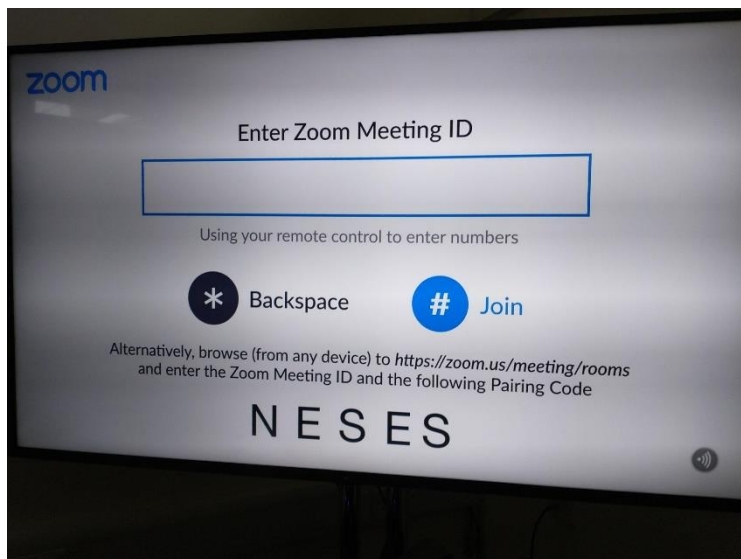 zoom
Enter Zoom Meeting ID
Using your remote control to enter numbers
* Backspace # Join
Alternatively, browse (from any device) to https://zoom.us/meeting/rooms
and enter the Zoom Meeting ID and the following Pairing Code
N E S E S